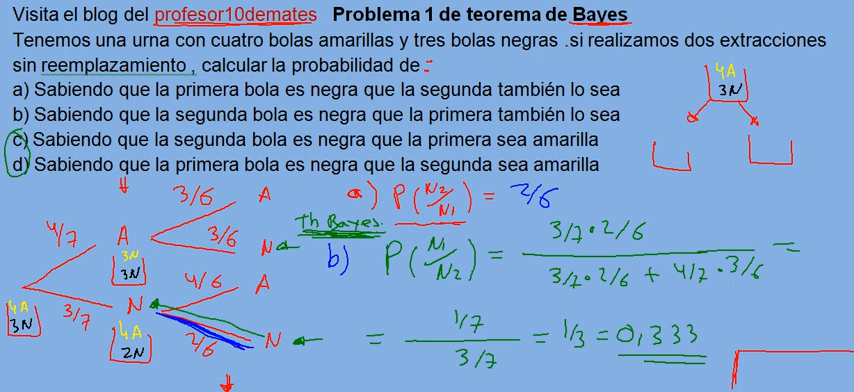 Visita el blog del profesor10demates Problema 1 de teorema de Bayes
Tenemos una urna con cuatro bolas amarillas y tres bolas negras .si realizamos dos extracciones
sin reemplazamiento , calcular la probabilidad de :
a) Sabiendo que la primera bola es negra que la segunda también lo sea
b) Sabiendo que la segunda bola es negra que la primera también lo sea
c) Sabiendo que la segunda bola es negra que la primera sea amarilla
d) Sabiendo que la primera bola es negra que la segunda sea amarilla
4A
3N
4/7 A 3/6 A
3/6 N
3N
3N
3/7 N 4/6 A
2/6 N
4A
3N
4A
2N
a) P(N2/N1) = 2/6
Th Bayes.
b) P(N1/N2) = 3/7·2/6 / 3/7·2/6 + 4/7·3/6 =
= 1/7 / 3/7 = 1/3 = 0,333